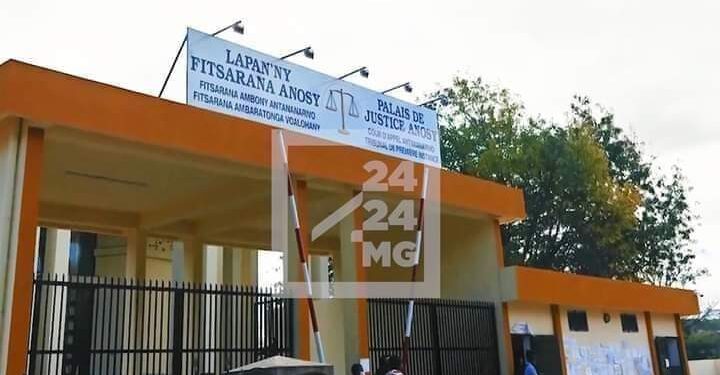 LAPAN'NY
FITSARANA ANOSY
FITSARANA AMBONY ANTANANARIVO
FITSARANA AMBARATONGA VOALOHANY
PALAIS DE
JUSTICE ANOSY
COUR D'APPEL ANTANANARIVO
TRIBUNAL DE PREMIERE INSTANCE
24
24
.MG